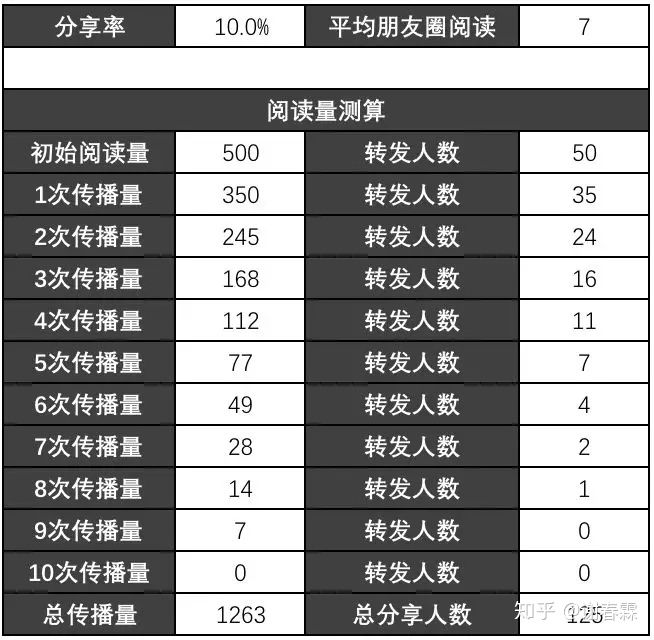 分享率 10.0% 平均朋友圈阅读 7
阅读量测算
初始阅读量 500 转发人数 50
1次传播量 350 转发人数 35
2次传播量 245 转发人数 24
3次传播量 168 转发人数 16
4次传播量 112 转发人数 11
5次传播量 77 转发人数 7
6次传播量 49 转发人数 4
7次传播量 28 转发人数 2
8次传播量 14 转发人数 1
9次传播量 7 转发人数 0
10次传播量 0 转发人数 0
总传播量 1263 总分享人数 125
知乎 @谢春霖